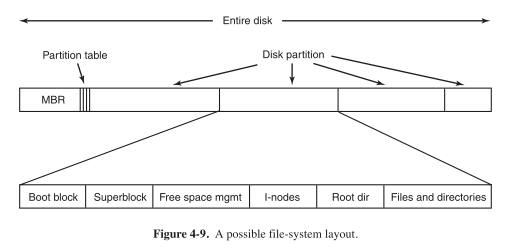 Entire disk
Partition table
Disk partition
MBR
Boot block
Superblock
Free space mgmt
I-nodes
Root dir
Files and directories
Figure 4-9. A possible file-system layout.